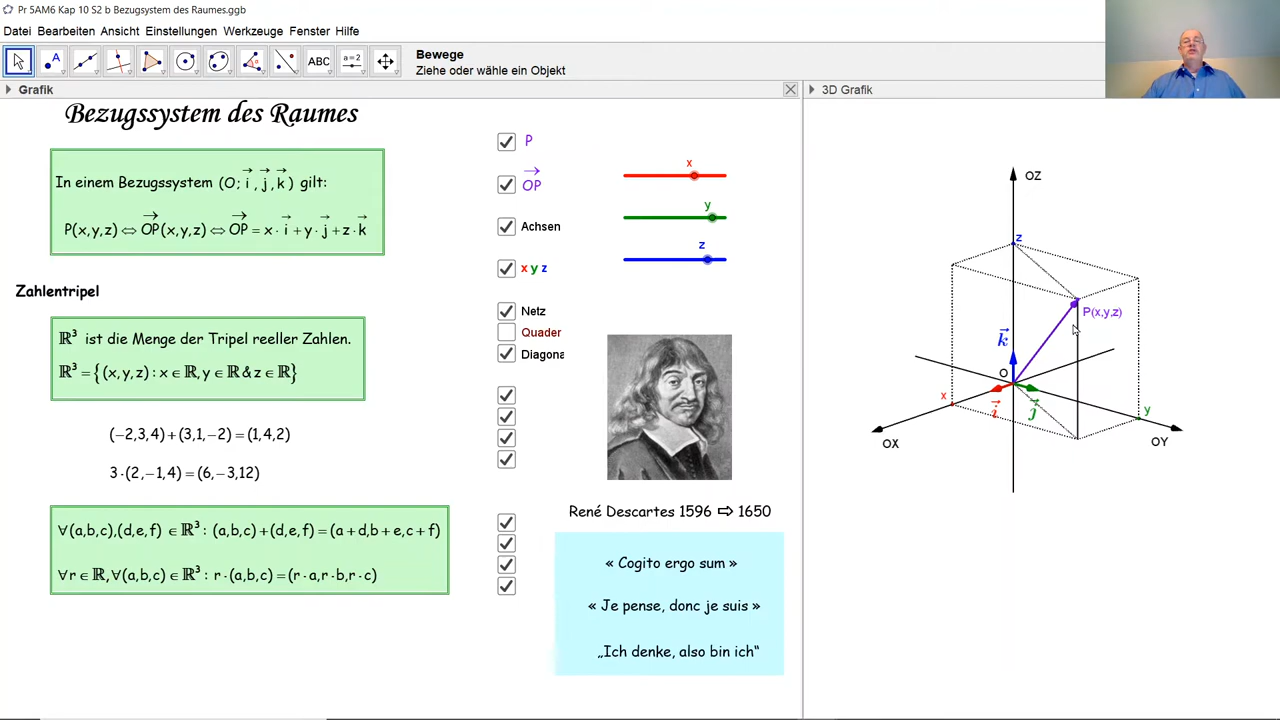 Pr 5AM6 Kap 10 S2 b Bezugsystem des Raumes.ggb
Datei Bearbeiten Ansicht Einstellungen Werkzeuge Fenster Hilfe
ABC a=2
Bewege
Ziehe oder wähle ein Objekt
Grafik
3D Grafik
Bezugssystem des Raumes
In einem Bezugssystem (O; i⃗, j⃗, k⃗) gilt:
P(x,y,z) ⇔ OP⃗(x,y,z) ⇔ OP⃗ = x· i⃗ + y· j⃗ + z· k⃗
Zahlentripel
ℝ³ ist die Menge der Tripel reeller Zahlen.
ℝ³ = {(x,y,z) : x ∈ ℝ, y ∈ ℝ & z ∈ ℝ}
(−2,3,4)+(3,1,−2)=(1,4,2)
3·(2,−1,4)=(6,−3,12)
∀(a,b,c),(d,e,f) ∈ ℝ³ : (a,b,c)+(d,e,f)=(a+d,b+e,c+f)
∀r ∈ ℝ,∀(a,b,c) ∈ ℝ³ : r·(a,b,c)=(r·a,r·b,r·c)
P
OP⃗
Achsen
x y z
Netz
Quader
Diagona
x
y
z
René Descartes 1596 ⇨ 1650
« Cogito ergo sum »
« Je pense, donc je suis »
„Ich denke, also bin ich“
OZ
z
P(x,y,z)
k⃗
O
x
i⃗
j⃗
y
OX
OY